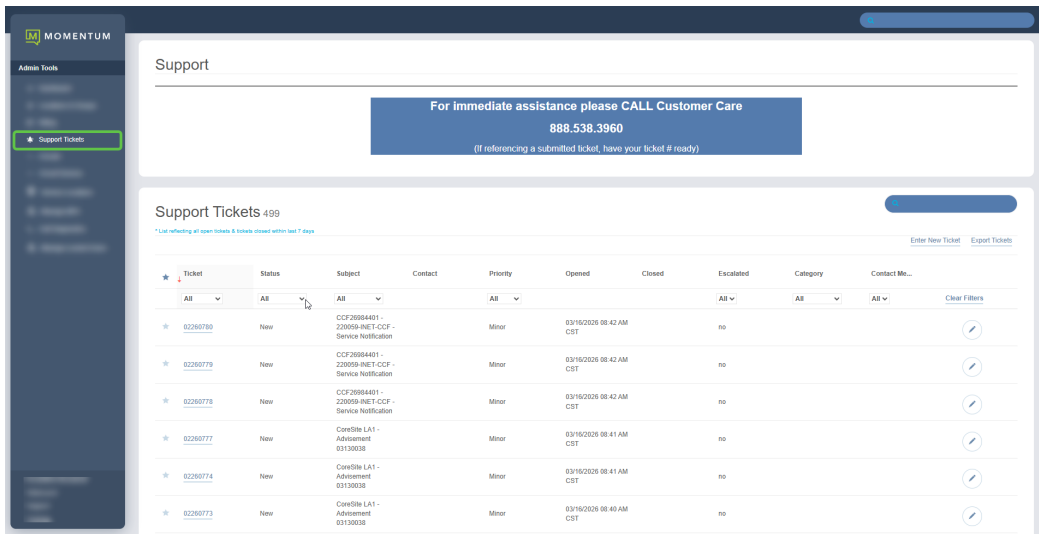 MOMENTUM
Admin Tools
Support Tickets
Support
For immediate assistance please CALL Customer Care
888.538.3960
(If referencing a submitted ticket, have your ticket # ready)
Support Tickets 499
* List reflecting all open tickets & tickets closed within last 7 days
Enter New Ticket Export Tickets
Ticket Status Subject Contact Priority Opened Closed Escalated Category Contact Me...
All All All All All All All Clear Filters
02260780 New CCF26984401 - 220059-INET-CCF - Service Notification Minor 03/16/2026 08:42 AM CST no
02260779 New CCF26984401 - 220059-INET-CCF - Service Notification Minor 03/16/2026 08:42 AM CST no
02260778 New CCF26984401 - 220059-INET-CCF - Service Notification Minor 03/16/2026 08:42 AM CST no
02260777 New CoreSite LA1 - Advisement 03130038 Minor 03/16/2026 08:41 AM CST no
02260774 New CoreSite LA1 - Advisement 03130038 Minor 03/16/2026 08:41 AM CST no
02260773 New CoreSite LA1 - Advisement 03130038 Minor 03/16/2026 08:40 AM CST no